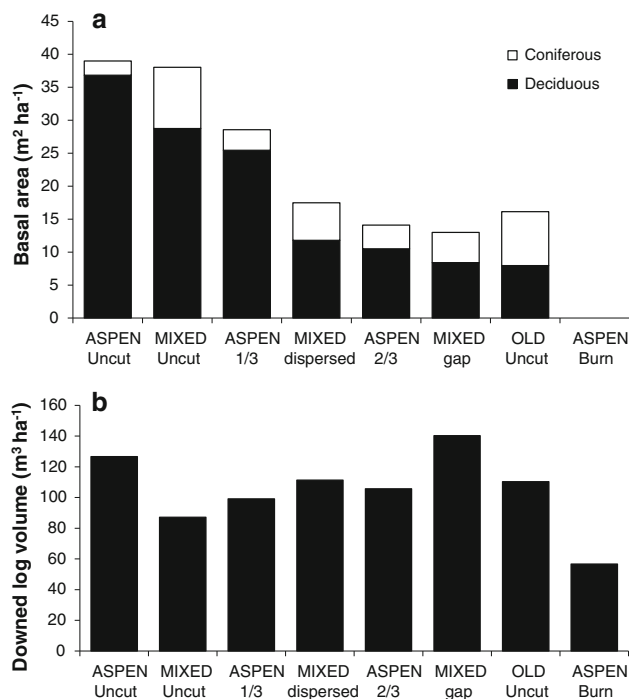 a
Coniferous
Deciduous
Basal area (m² ha⁻¹)
45
40
35
30
25
20
15
10
5
0
ASPEN MIXED ASPEN MIXED ASPEN MIXED OLD ASPEN
Uncut Uncut 1/3 dispersed 2/3 gap Uncut Burn
b
Downed log volume (m³ ha⁻¹)
160
140
120
100
80
60
40
20
0
ASPEN MIXED ASPEN MIXED ASPEN MIXED OLD ASPEN
Uncut Uncut 1/3 dispersed 2/3 gap Uncut Burn